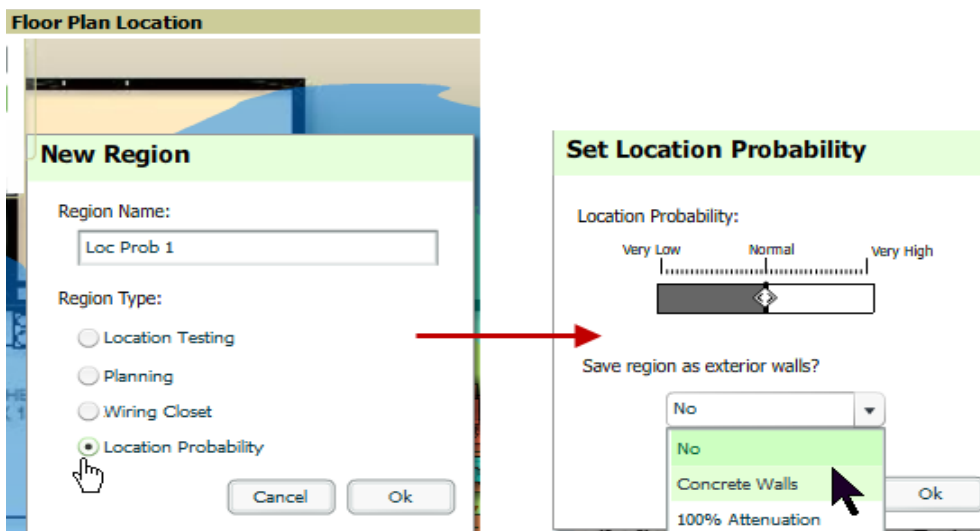 Floor Plan Location
New Region
Region Name:
Loc Prob 1
Region Type:
Location Testing
Planning
Wiring Closet
Location Probability
Cancel Ok
Set Location Probability
Location Probability:
Very Low Normal Very High
Save region as exterior walls?
No
No
Concrete Walls
100% Attenuation
Ok